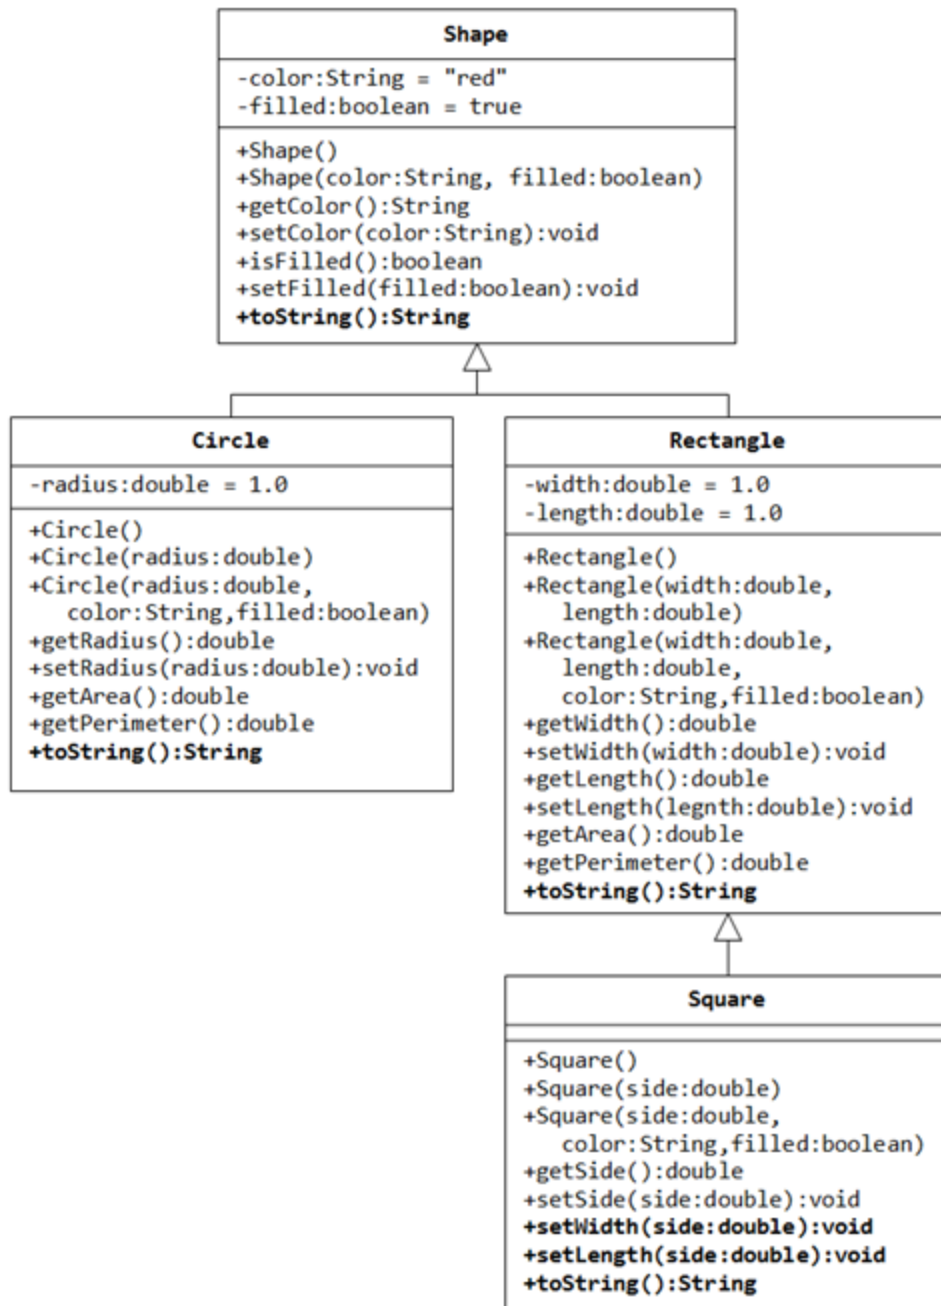 Shape
-color:String = "red"
-filled:boolean = true
+Shape()
+Shape(color:String, filled:boolean)
+getColor():String
+setColor(color:String):void
+isFilled():boolean
+setFilled(filled:boolean):void
+toString():String
Circle
-radius:double = 1.0
+Circle()
+Circle(radius:double)
+Circle(radius:double,
color:String,filled:boolean)
+getRadius():double
+setRadius(radius:double):void
+getArea():double
+getPerimeter():double
+toString():String
Rectangle
-width:double = 1.0
-length:double = 1.0
+Rectangle()
+Rectangle(width:double,
length:double)
+Rectangle(width:double,
length:double,
color:String,filled:boolean)
+getWidth():double
+setWidth(width:double):void
+getLength():double
+setLength(legnth:double):void
+getArea():double
+getPerimeter():double
+toString():String
Square
+Square()
+Square(side:double)
+Square(side:double,
color:String,filled:boolean)
+getSide():double
+setSide(side:double):void
+setWidth(side:double):void
+setLength(side:double):void
+toString():String